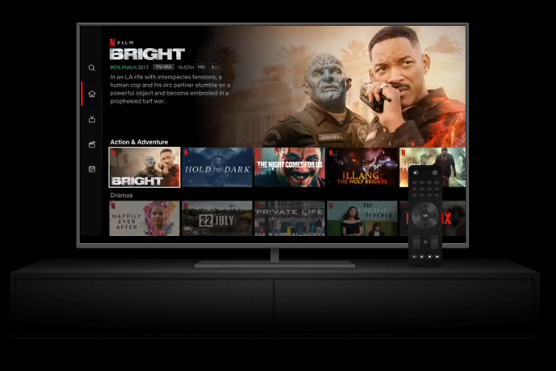 N FILM
BRIGHT
95% Match 2017 TV-MA 1h 57m HD 5.1
In an LA rife with interspecies tensions, a
human cop and his orc partner stumble on a
powerful object and become embroiled in a
prophesied turf war.
Action & Adventure
BRIGHT
HOLD THE DARK
THE NIGHT COMES FOR US
ILLANG:
THE WOLF BRIGADE
Dramas
NAPPILY
EVER
AFTER
22 JULY
PRIVATE LIFE
THE
TEACHER
OK